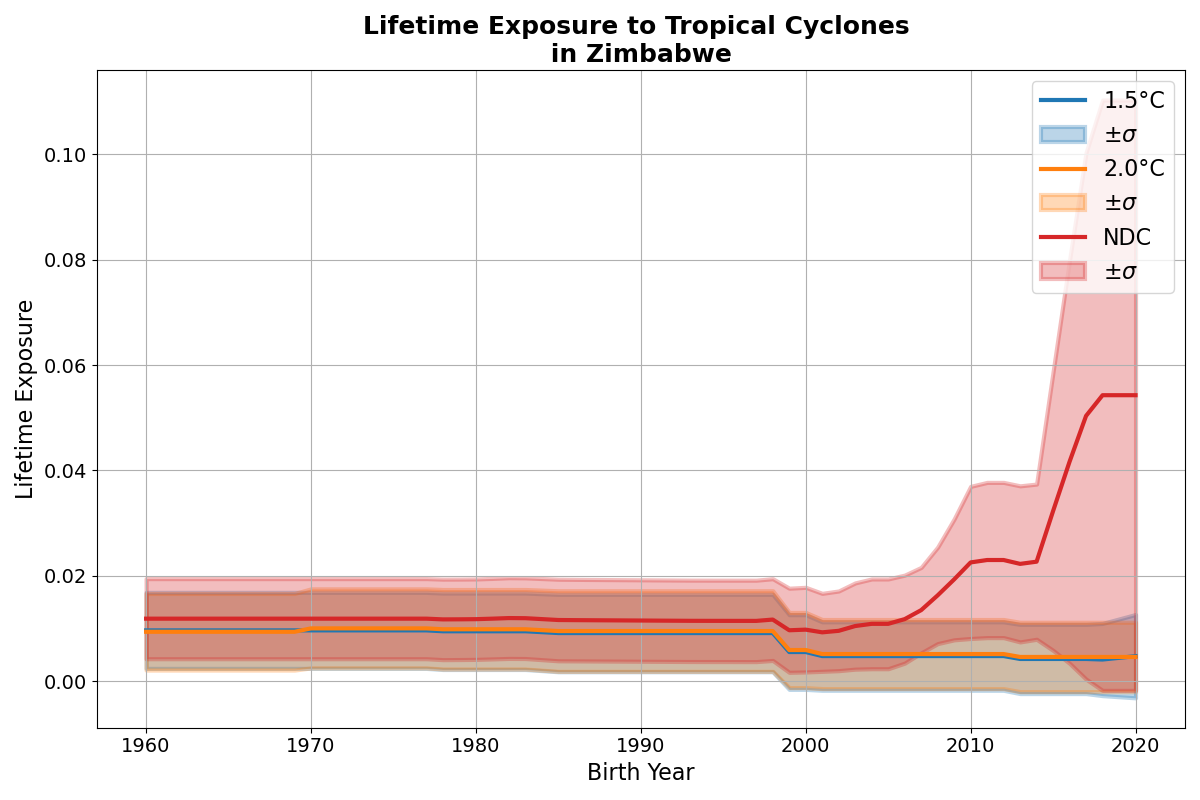 Lifetime Exposure to Tropical Cyclones
in Zimbabwe
Lifetime Exposure
0.10
0.08
0.06
0.04
0.02
0.00
1960
1970
1980
1990
2000
2010
2020
Birth Year
1.5°C
±σ
2.0°C
±σ
NDC
±σ